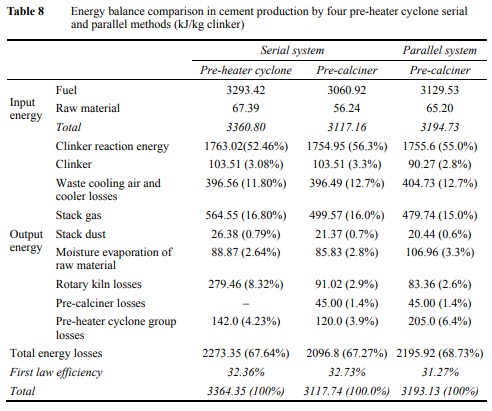 Table 8 Energy balance comparison in cement production by four pre-heater cyclone serial
and parallel methods (kJ/kg clinker)
Serial system Parallel system
Pre-heater cyclone Pre-calciner Pre-calciner
Input energy
Fuel 3293.42 3060.92 3129.53
Raw material 67.39 56.24 65.20
Total 3360.80 3117.16 3194.73
Output energy
Clinker reaction energy 1763.02(52.46%) 1754.95 (56.3%) 1755.6 (55.0%)
Clinker 103.51 (3.08%) 103.51 (3.3%) 90.27 (2.8%)
Waste cooling air and
cooler losses 396.56 (11.80%) 396.49 (12.7%) 404.73 (12.7%)
Stack gas 564.55 (16.80%) 499.57 (16.0%) 479.74 (15.0%)
Stack dust 26.38 (0.79%) 21.37 (0.7%) 20.44 (0.6%)
Moisture evaporation of
raw material 88.87 (2.64%) 85.83 (2.8%) 106.96 (3.3%)
Rotary kiln losses 279.46 (8.32%) 91.02 (2.9%) 83.36 (2.6%)
Pre-calciner losses – 45.00 (1.4%) 45.00 (1.4%)
Pre-heater cyclone group
losses 142.0 (4.23%) 120.0 (3.9%) 205.0 (6.4%)
Total energy losses 2273.35 (67.64%) 2096.8 (67.27%) 2195.92 (68.73%)
First law efficiency 32.36% 32.73% 31.27%
Total 3364.35 (100%) 3117.74 (100.0%) 3193.13 (100%)